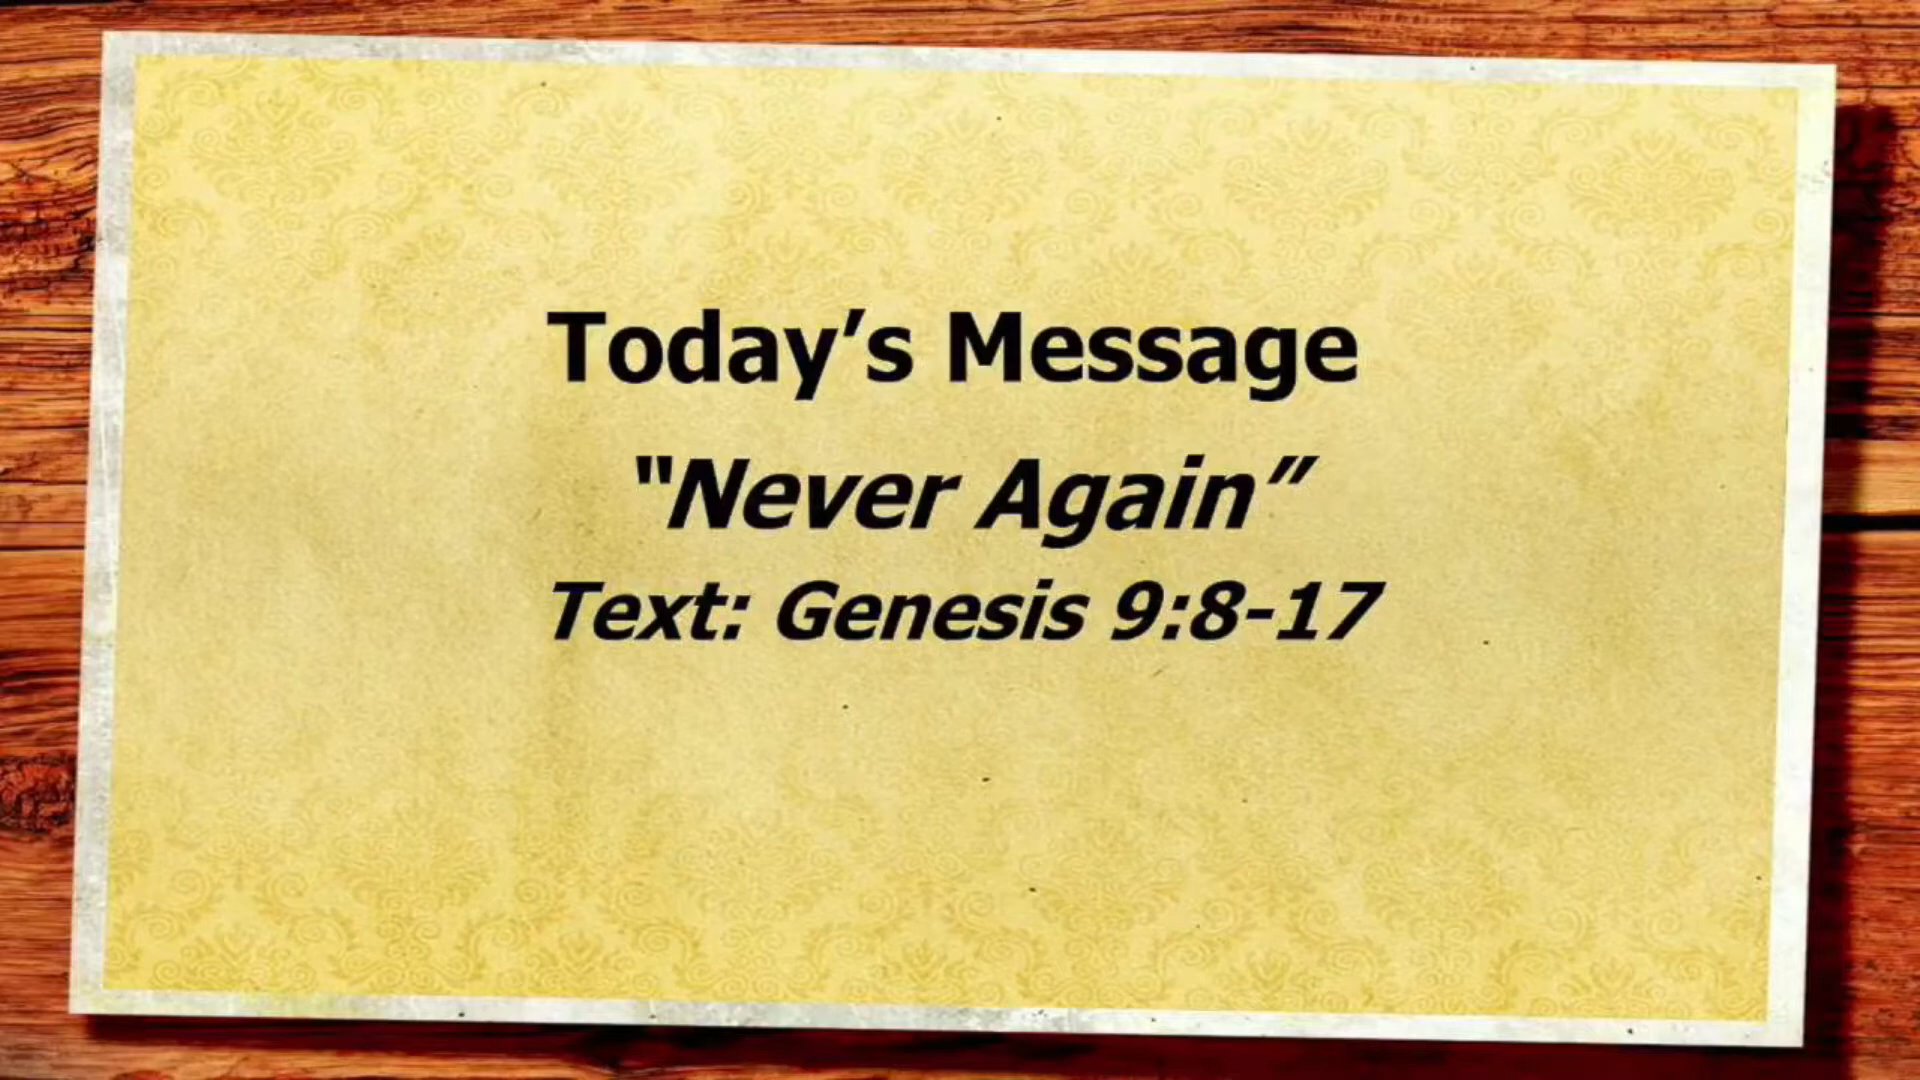 Today’s Message
“Never Again”
Text: Genesis 9:8-17